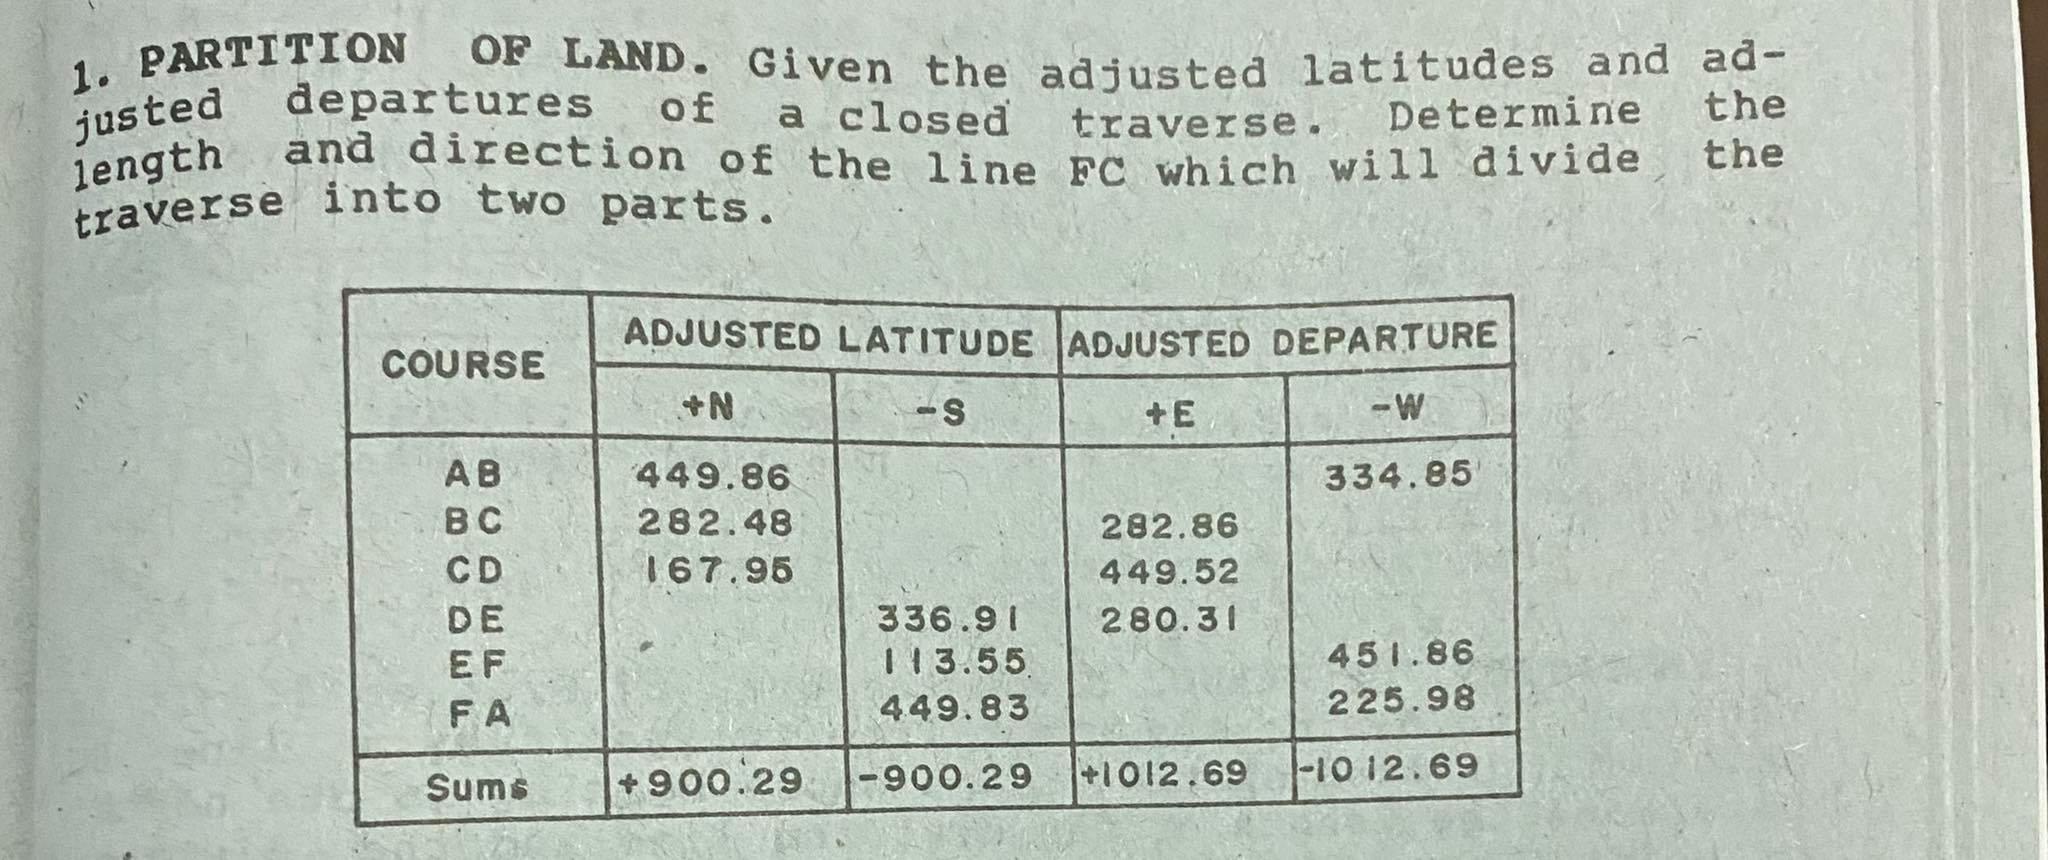 1. PARTITION OF LAND. Given the adjusted latitudes and ad-
justed departures of a closed traverse. Determine the
length and direction of the line FC which will divide the
traverse into two parts.
COURSE ADJUSTED LATITUDE ADJUSTED DEPARTURE
+N -S +E -W
AB 449.86 334.85
BC 282.48 282.86
CD 167.95 449.52
DE 336.91 280.31
EF 113.55 451.86
FA 449.83 225.98
Sums +900.29 -900.29 +1012.69 -1012.69